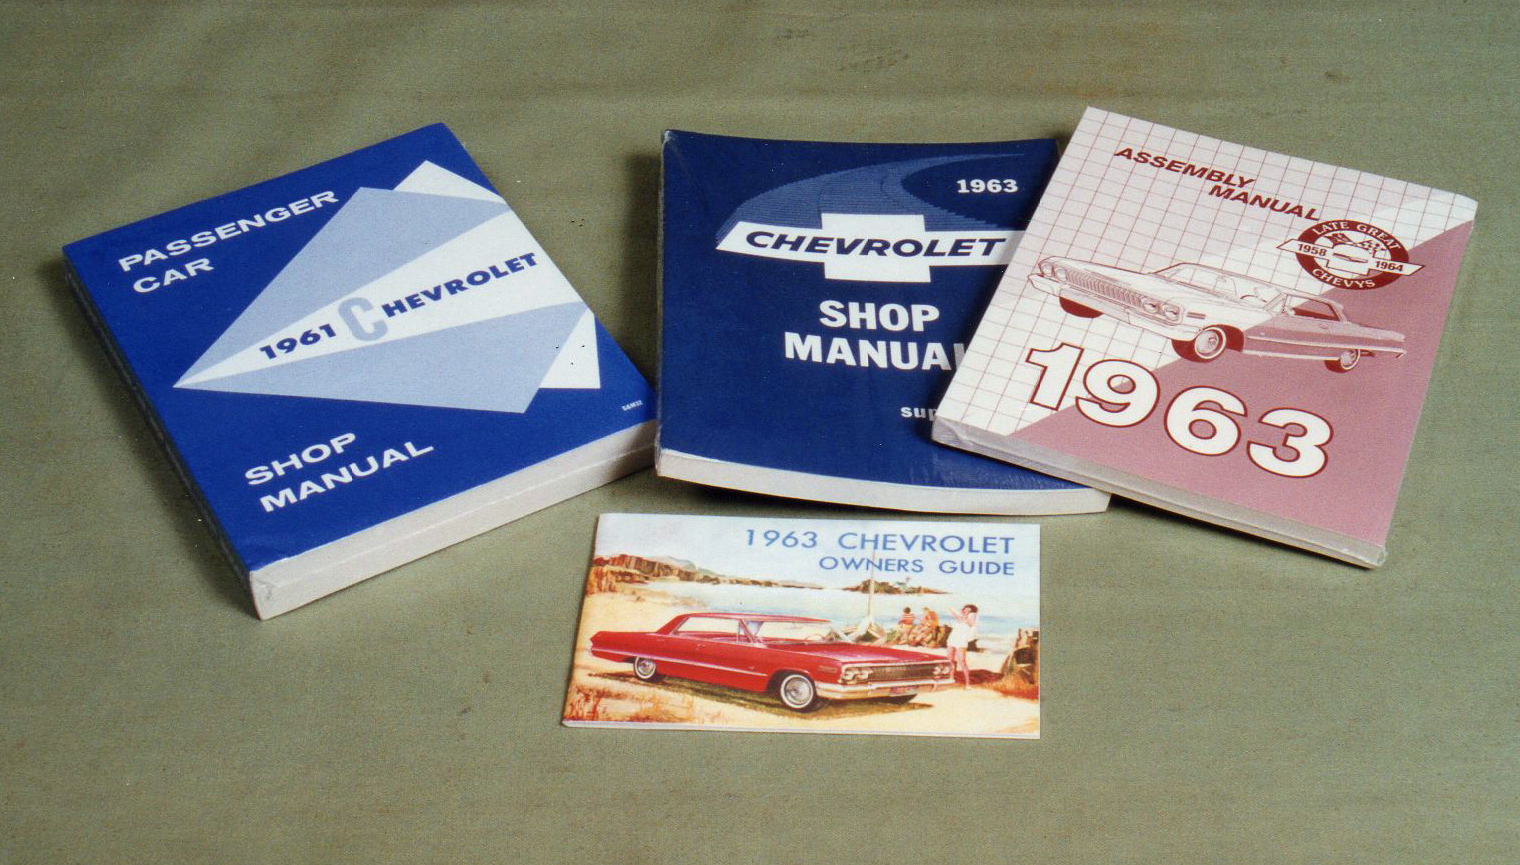 PASSENGER
CAR
1961 CHEVROLET
SHOP
MANUAL
1963
CHEVROLET
SHOP
MANUAL
ASSEMBLY
MANUAL
LATE GREAT
1958 1964
CHEVYS
1963
1963 CHEVROLET
OWNERS GUIDE